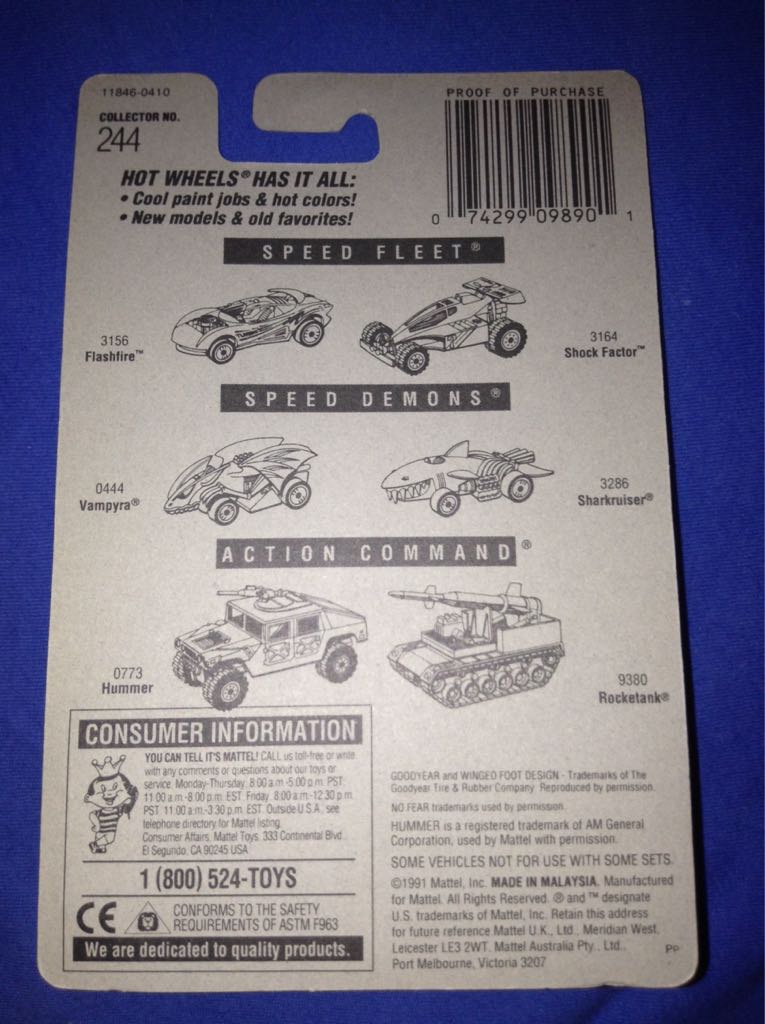 11846-0410
COLLECTOR NO.
244
PROOF OF PURCHASE
0 74299 09890 1
HOT WHEELS® HAS IT ALL:
• Cool paint jobs & hot colors!
• New models & old favorites!
SPEED FLEET®
3156
Flashfire™
3164
Shock Factor™
SPEED DEMONS®
0444
Vampyra®
3286
Sharkruiser®
ACTION COMMAND®
0773
Hummer
9380
Rocketank®
CONSUMER INFORMATION
YOU CAN TELL IT'S MATTEL! CALL us toll-free or write
with any comments or questions about our toys or
service. Monday-Thursday: 8:00 a.m.-5:00 p.m. PST.
11:00 a.m.-8:00 p.m. EST. Friday: 8:00 a.m.-12:30 p.m.
PST. 11:00 a.m.-3:30 p.m. EST. Outside U.S.A., see
telephone directory for Mattel listing.
Consumer Affairs, Mattel Toys, 333 Continental Blvd.,
El Segundo, CA 90245 USA
1 (800) 524-TOYS
CE
CONFORMS TO THE SAFETY
REQUIREMENTS OF ASTM F963
We are dedicated to quality products.
GOODYEAR and WINGED FOOT DESIGN - Trademarks of The
Goodyear Tire & Rubber Company. Reproduced by permission.
NO FEAR trademarks used by permission.
HUMMER is a registered trademark of AM General
Corporation, used by Mattel with permission.
SOME VEHICLES NOT FOR USE WITH SOME SETS.
©1991 Mattel, Inc. MADE IN MALAYSIA. Manufactured
for Mattel. All Rights Reserved. ® and ™ designate
U.S. trademarks of Mattel, Inc. Retain this address
for future reference Mattel U.K., Ltd., Meridian West,
Leicester LE3 2WT. Mattel Australia Pty., Ltd.,
Port Melbourne, Victoria 3207
PP